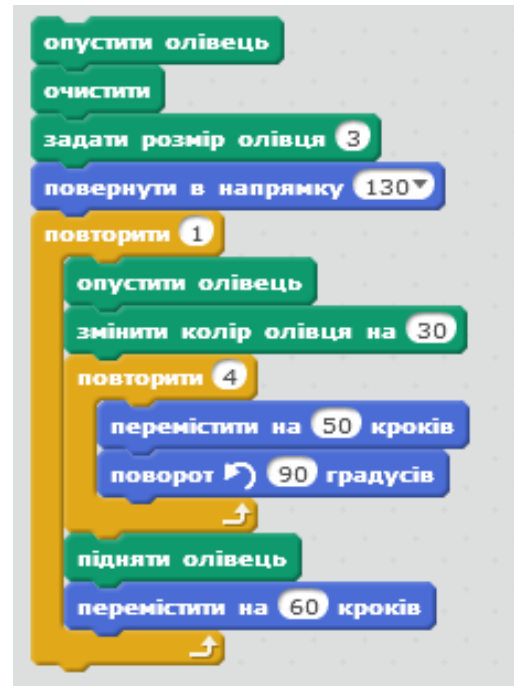 опустити олівець
очистити
задати розмір олівця 3
повернути в напрямку 130
повторити 1
опустити олівець
змінити колір олівця на 30
повторити 4
перемістити на 50 кроків
поворот 90 градусів
підняти олівець
перемістити на 60 кроків